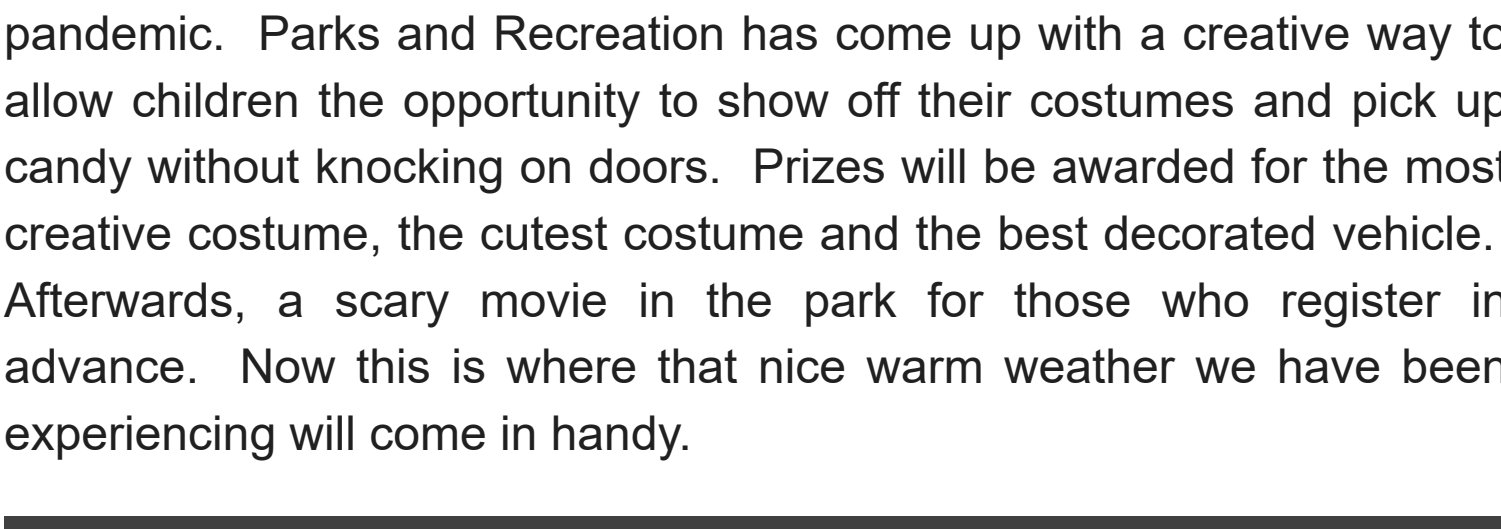 pandemic.  Parks and Recreation has come up with a creative way to
allow children the opportunity to show off their costumes and pick up
candy without knocking on doors.  Prizes will be awarded for the most
creative costume, the cutest costume and the best decorated vehicle.
Afterwards, a scary movie in the park for those who register in
advance.  Now this is where that nice warm weather we have been
experiencing will come in handy.